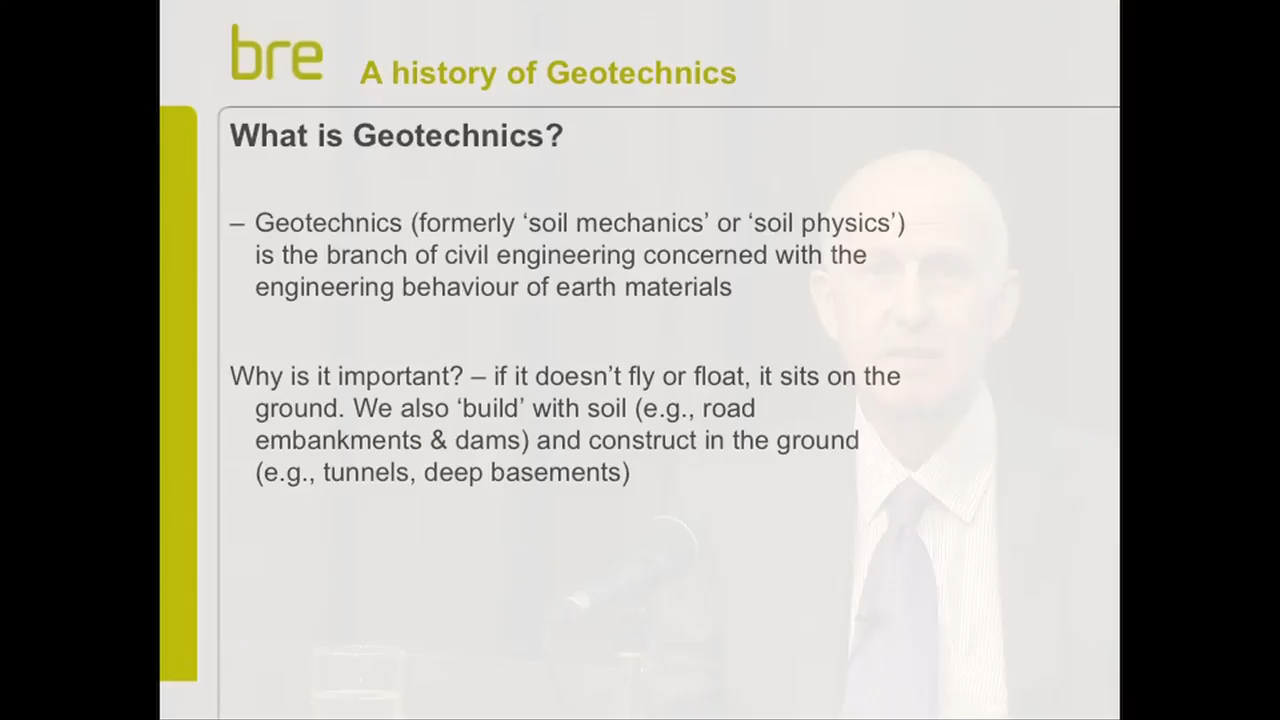 bre
A history of Geotechnics
What is Geotechnics?
– Geotechnics (formerly ‘soil mechanics’ or ‘soil physics’)
is the branch of civil engineering concerned with the
engineering behaviour of earth materials
Why is it important? – if it doesn’t fly or float, it sits on the
ground. We also ‘build’ with soil (e.g., road
embankments & dams) and construct in the ground
(e.g., tunnels, deep basements)